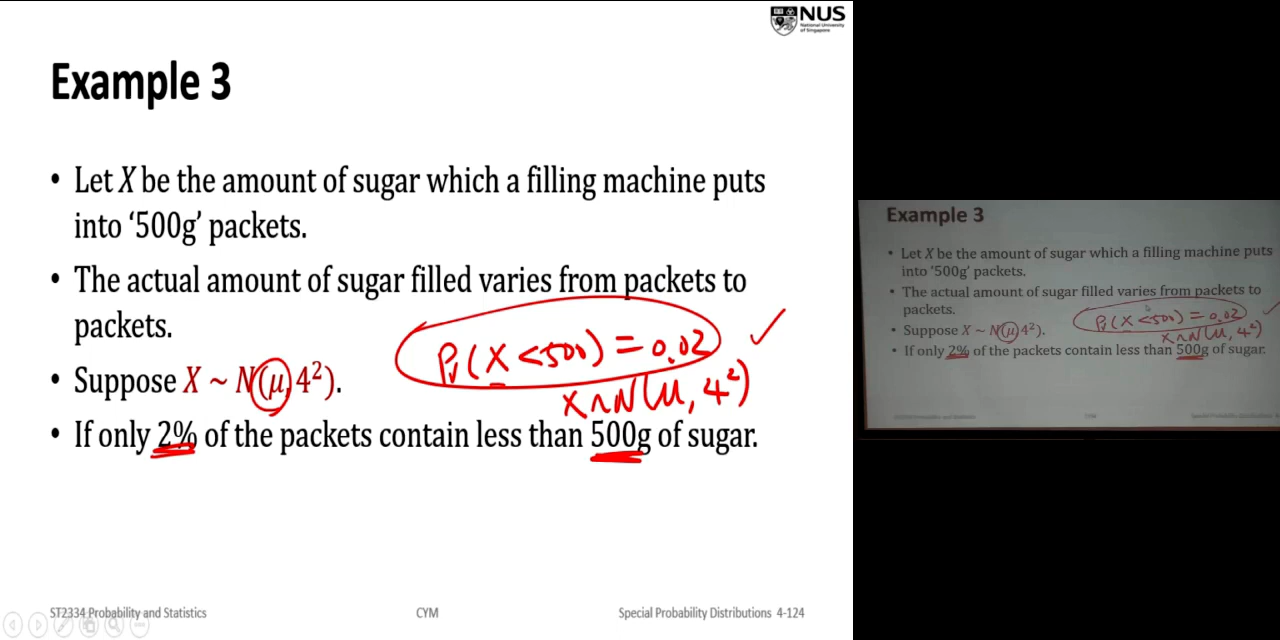 NUS
National University
of Singapore
Example 3
• Let X be the amount of sugar which a filling machine puts
into ‘500g’ packets.
• The actual amount of sugar filled varies from packets to
packets.
Pr(X < 500) = 0.02 ✓
• Suppose X ~ N(μ, 4²).
X ~ N(μ, 4²)
• If only 2% of the packets contain less than 500g of sugar.
ST2334 Probability and Statistics
CYM
Special Probability Distributions 4-124
Example 3
• Let X be the amount of sugar which a filling machine puts
into ‘500g’ packets.
• The actual amount of sugar filled varies from packets to
packets.
Pr(X < 500) = 0.02
• Suppose X ~ N(μ, 4²).
X ~ N(μ, 4²)
• If only 2% of the packets contain less than 500g of sugar.
CYM